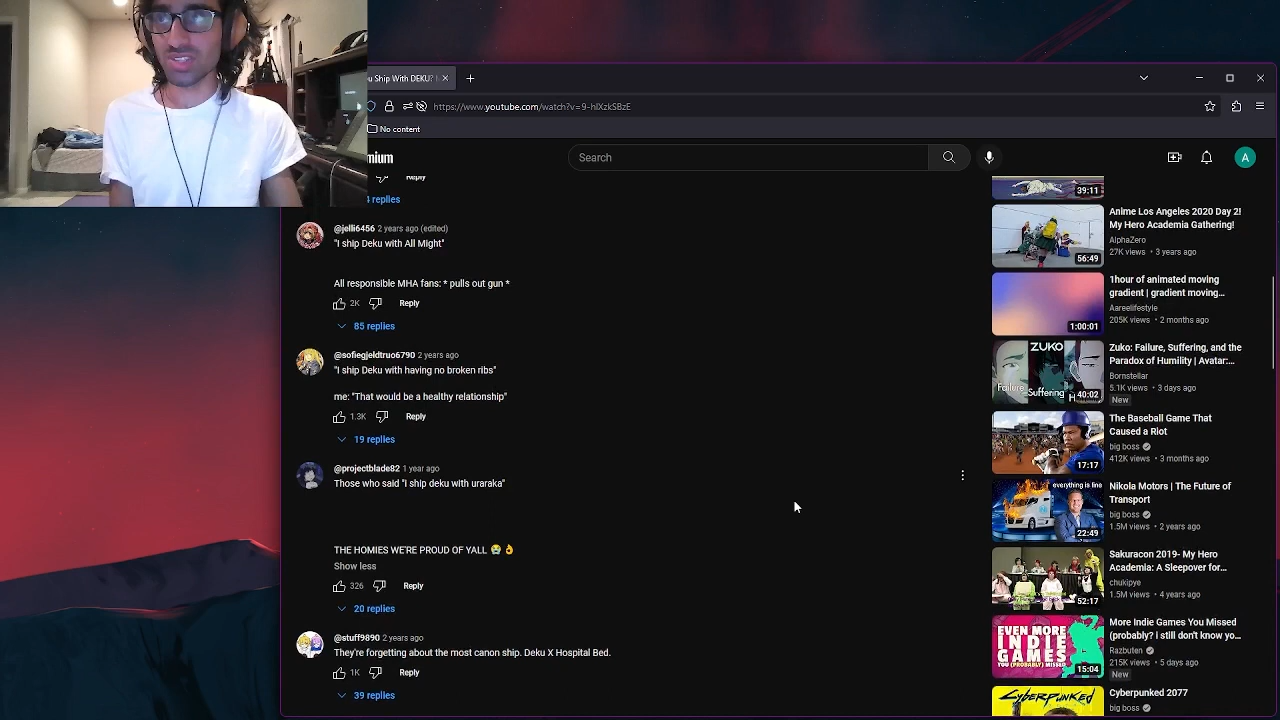 u Ship With DEKU?
https://www.youtube.com/watch?v=9-hIXzkSBzE
No content
mium
Search
A
Reply
4 replies
@jelli6456 2 years ago (edited)
"I ship Deku with All Might"
All responsible MHA fans: * pulls out gun *
2K
Reply
85 replies
@sofiegjeldtruo6790 2 years ago
"I ship Deku with having no broken ribs"
me: "That would be a healthy relationship"
1.3K
Reply
19 replies
@projectblade82 1 year ago
Those who said "I ship deku with uraraka"
THE HOMIES WE'RE PROUD OF YALL 😭 👌
Show less
326
Reply
20 replies
@stuff9890 2 years ago
They're forgetting about the most canon ship. Deku X Hospital Bed.
1K
Reply
39 replies
39:11
56:49
Anime Los Angeles 2020 Day 2!
My Hero Academia Gathering!
AlphaZero
27K views • 3 years ago
1:00:01
1hour of animated moving
gradient | gradient moving...
Aareelifestyle
205K views • 2 months ago
ZUKO
Failure
Suffering
40:02
Zuko: Failure, Suffering, and the
Paradox of Humility | Avatar:...
Bornstellar
5.1K views • 3 days ago
New
17:17
The Baseball Game That
Caused a Riot
big boss
412K views • 3 months ago
everything is fine
22:49
Nikola Motors | The Future of
Transport
big boss
1.5M views • 2 years ago
52:17
Sakuracon 2019- My Hero
Academia: A Sleepover for...
chukipye
1.5M views • 4 years ago
EVEN MORE
INDIE
GAMES
YOU (PROBABLY) MISSED
15:04
More Indie Games You Missed
(probably? i still don't know yo...
Razbuten
215K views • 5 days ago
New
CYBERPUNKED
Cyberpunked 2077
big boss